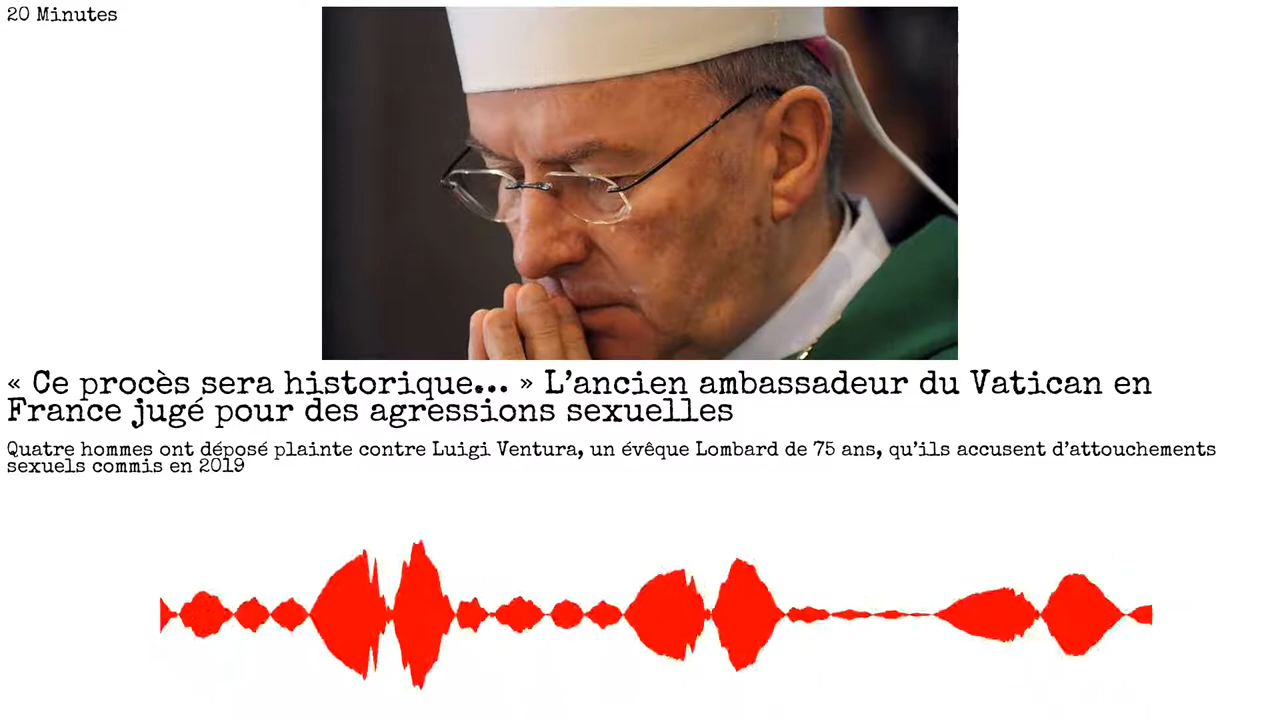 20 Minutes
« Ce procès sera historique... » L'ancien ambassadeur du Vatican en
France jugé pour des agressions sexuelles
Quatre hommes ont déposé plainte contre Luigi Ventura, un évêque Lombard de 75 ans, qu'ils accusent d'attouchements
sexuels commis en 2019